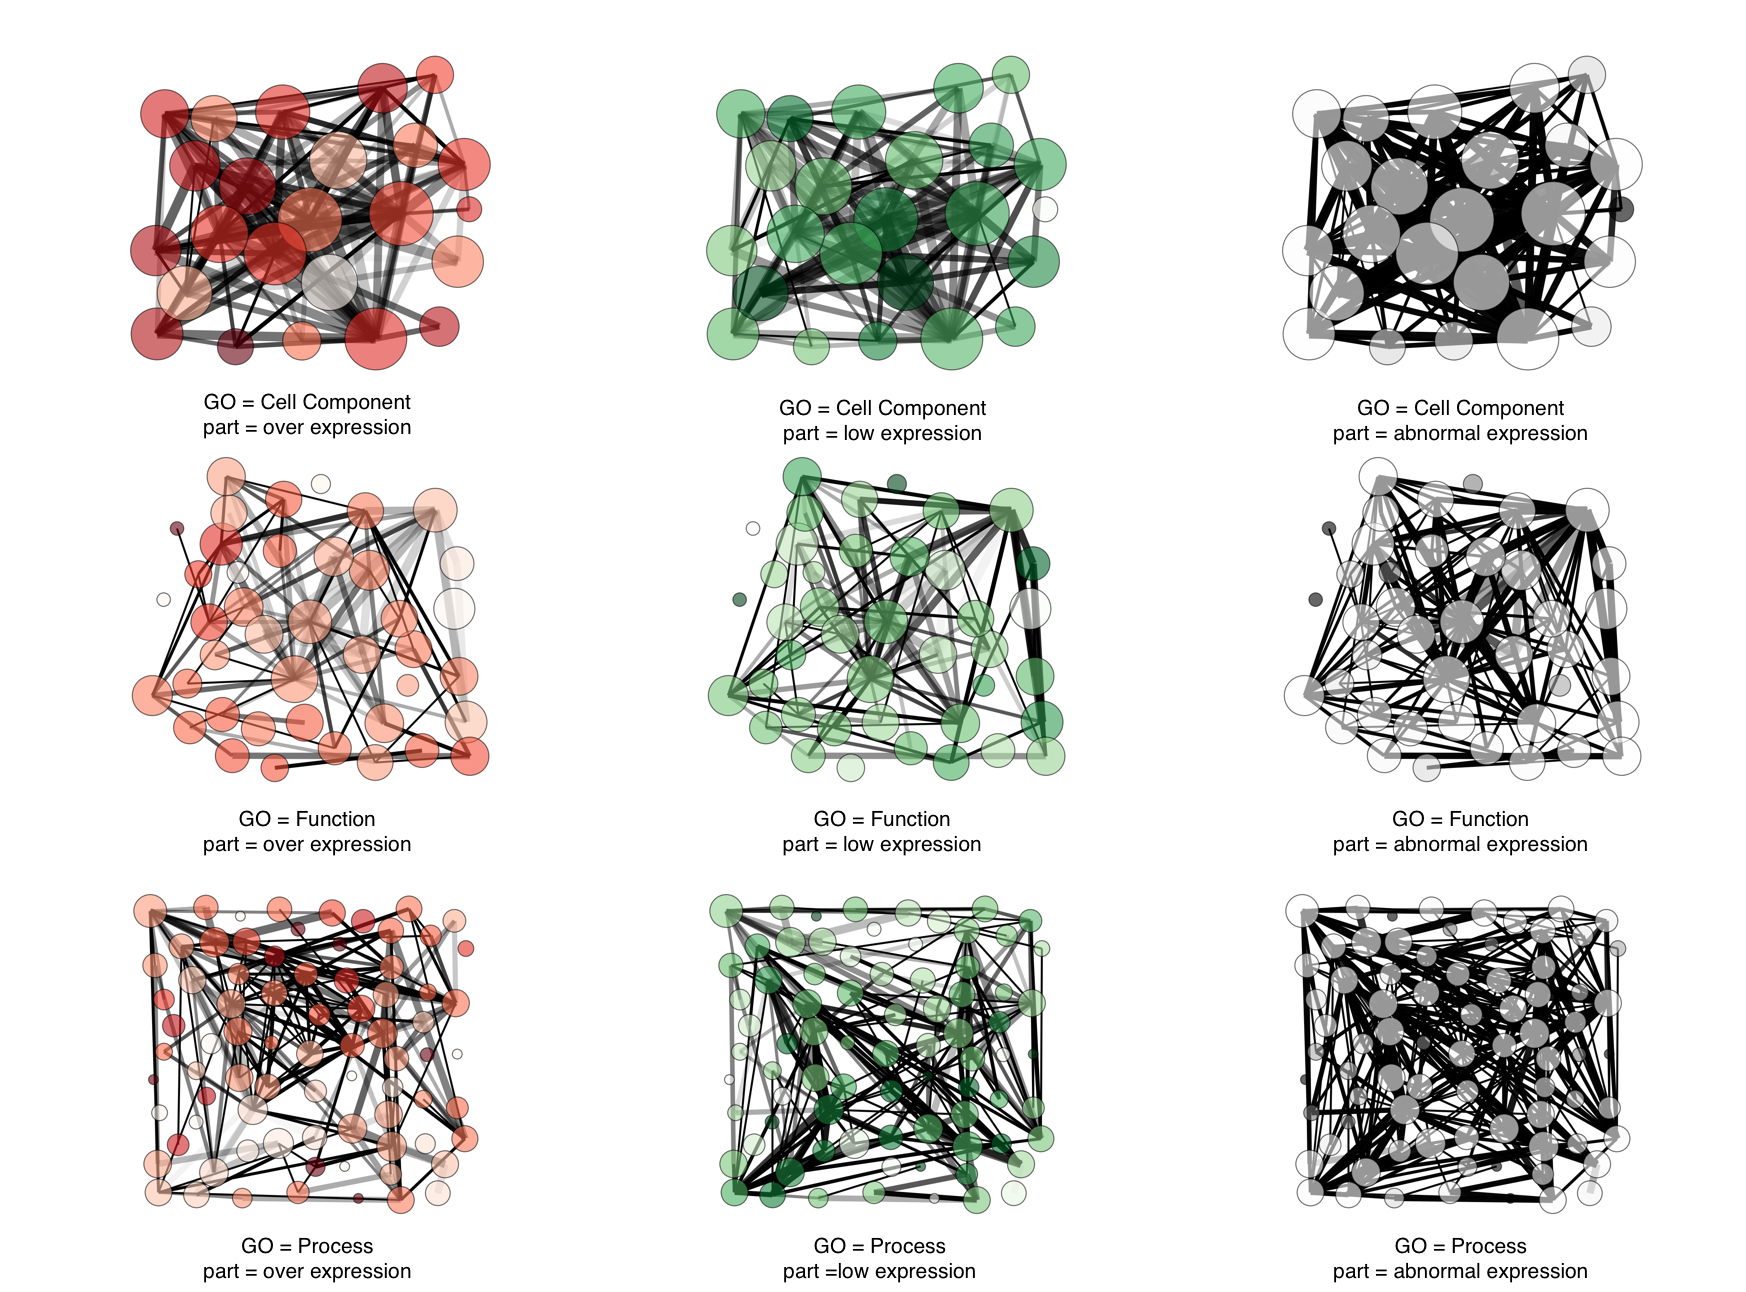 GO = Cell Component
part = over expression
GO = Cell Component
part = low expression
GO = Cell Component
part = abnormal expression
GO = Function
part = over expression
GO = Function
part = low expression
GO = Function
part = abnormal expression
GO = Process
part = over expression
GO = Process
part =low expression
GO = Process
part = abnormal expression